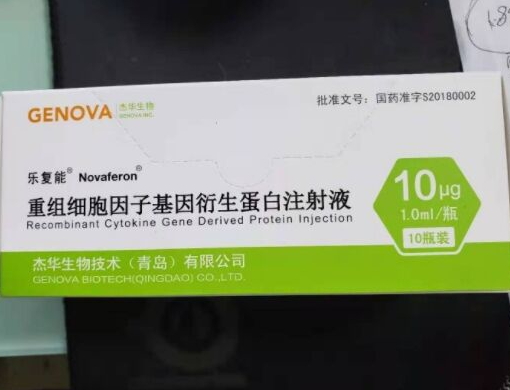 GENOVA 杰华生物
GENOVA INC.
批准文号：国药准字S20180002
乐复能® Novaferon®
重组细胞因子基因衍生蛋白注射液
Recombinant Cytokine Gene Derived Protein Injection
10μg
1.0ml/瓶
10瓶装
杰华生物技术（青岛）有限公司
GENOVA BIOTECH(QINGDAO) CO.,LTD.